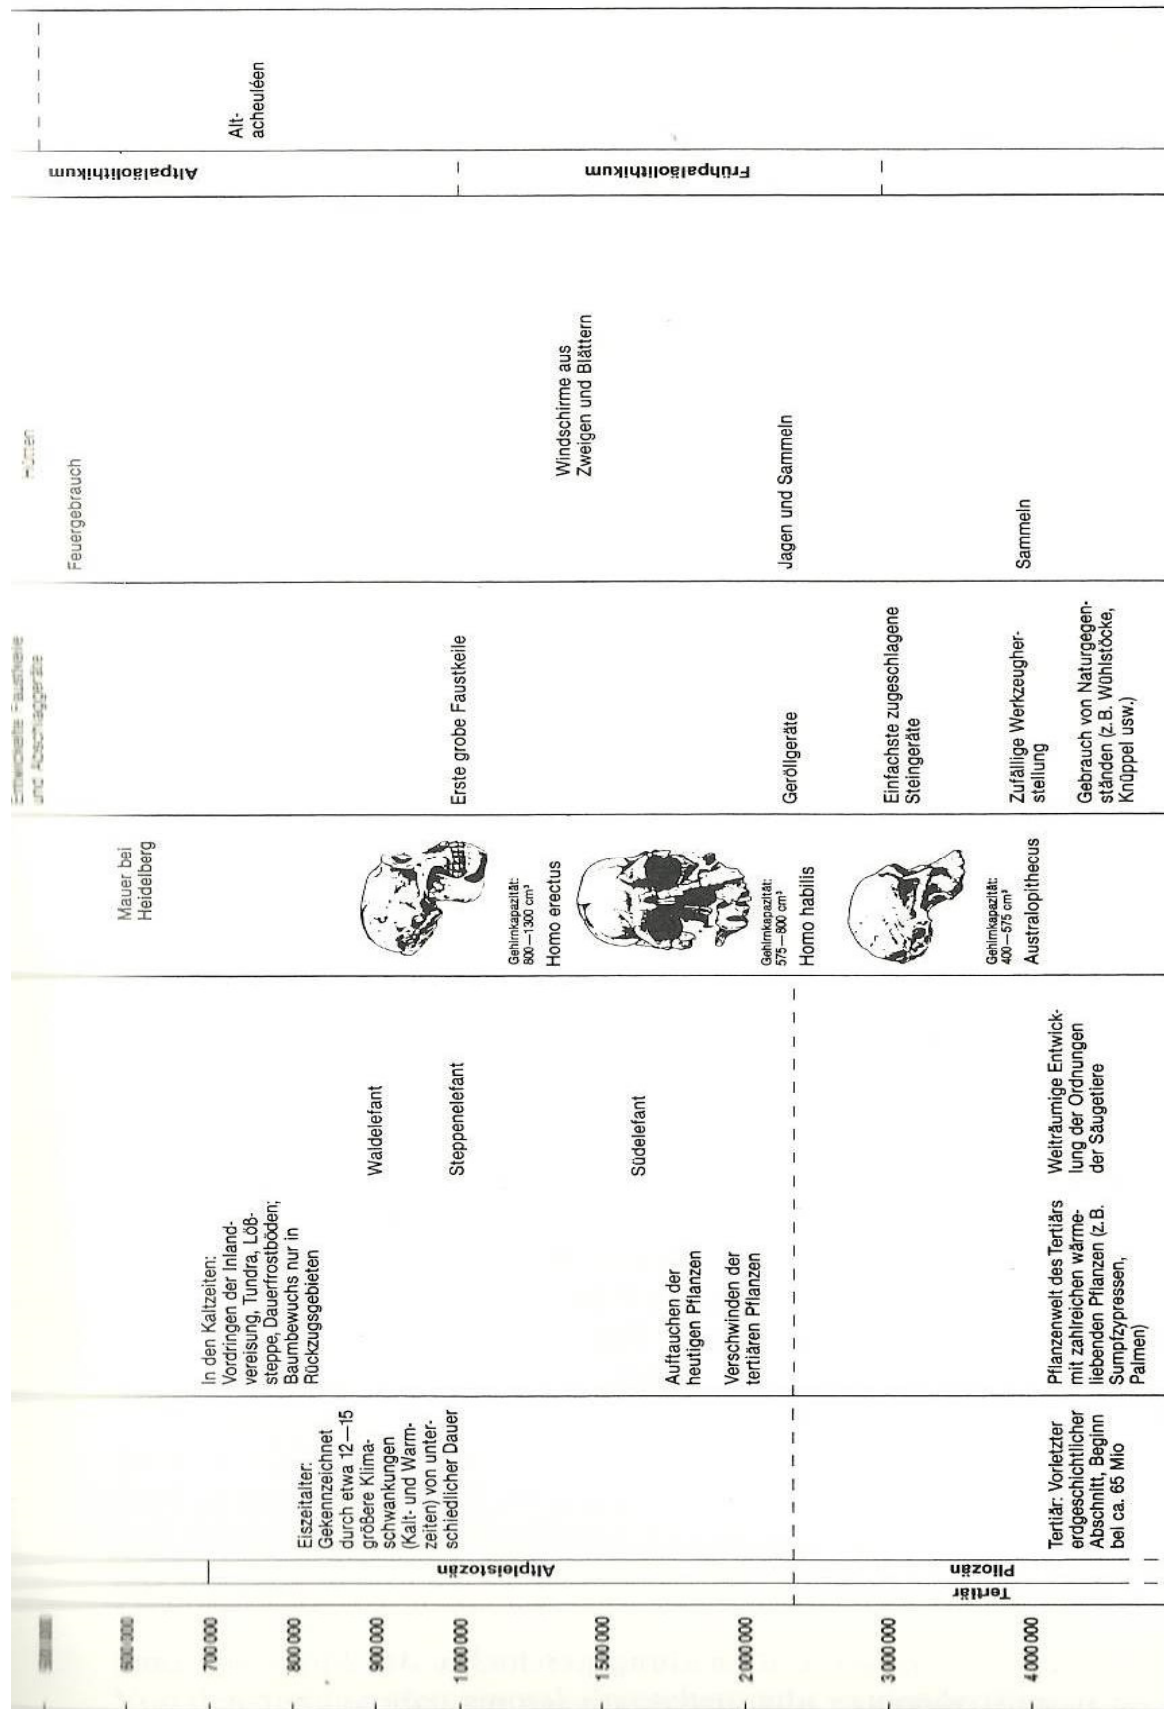 600 000
700 000
800 000
900 000
1 000 000
1 500 000
2 000 000
3 000 000
4 000 000
Tertiär
Altpleistozän
Pliozän
Eiszeitalter:
Gekennzeichnet
durch etwa 12—15
größere Klima-
schwankungen
(Kalt- und Warm-
zeiten) von unter-
schiedlicher Dauer
Tertiär: Vorletzter
erdgeschichtlicher
Abschnitt, Beginn
bei ca. 65 Mio
In den Kaltzeiten:
Vordringen der Inland-
vereisung, Tundra, Löß-
steppe, Dauerfrostböden;
Baumbewuchs nur in
Rückzugsgebieten
Auftauchen der
heutigen Pflanzen
Verschwinden der
tertiären Pflanzen
Pflanzenwelt des Tertiärs
mit zahlreichen wärme-
liebenden Pflanzen (z.B.
Sumpfzypressen,
Palmen)
Waldelefant
Steppenelefant
Südelefant
Welträumige Entwick-
lung der Ordnungen
der Säugetiere
Mauer bei
Heidelberg
Gehirnkapazität:
800—1300 cm³
Homo erectus
Gehirnkapazität:
575—800 cm³
Homo habilis
Gehirnkapazität:
400—575 cm³
Australopithecus
Entwickelte Faustkeile
und Abschlaggeräte
Erste grobe Faustkeile
Geröllgeräte
Einfachste zugeschlagene
Steingeräte
Zufällige Werkzeugher-
stellung
Gebrauch von Naturgegen-
ständen (z.B. Wühlstöcke,
Knüppel usw.)
Hütten
Feuergebrauch
Windschirme aus
Zweigen und Blättern
Jagen und Sammeln
Sammeln
Altpaläolithikum
Frühpaläolithikum
Alt-
acheuléen